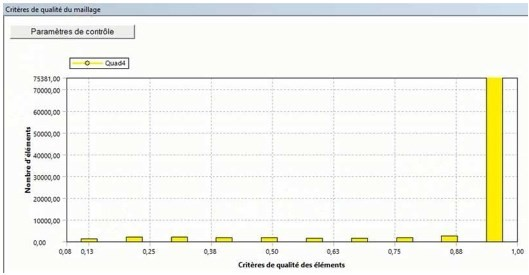 Critères de qualité du maillage
Paramètres de contrôle
Quad4
75381,00
70000,00
60000,00
50000,00
40000,00
30000,00
20000,00
10000,00
0,00
Nombre d'éléments
0,08 0,13 0,25 0,38 0,50 0,63 0,75 0,88 1,00
Critères de qualité des éléments